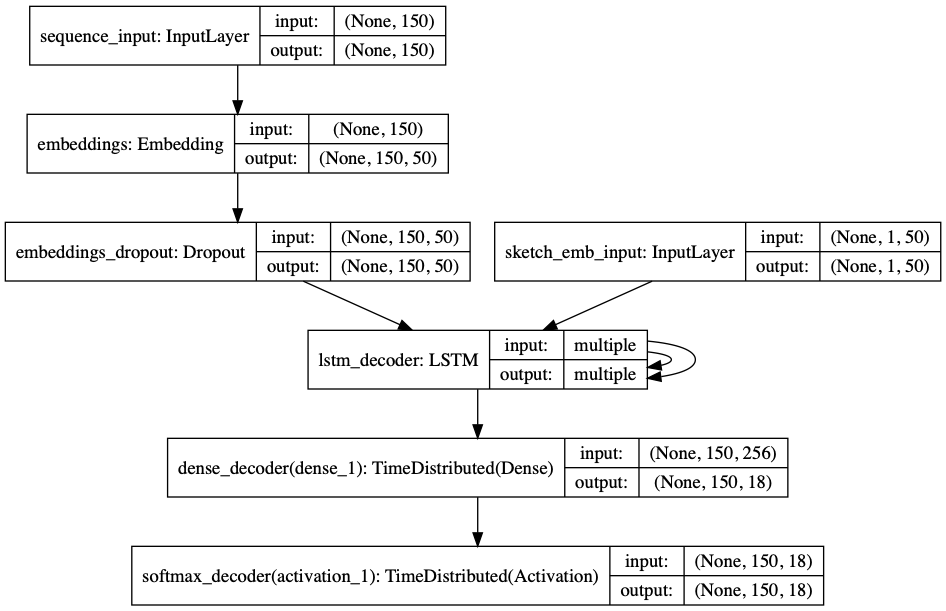 sequence_input: InputLayer
input: (None, 150)
output: (None, 150)
embeddings: Embedding
input: (None, 150)
output: (None, 150, 50)
embeddings_dropout: Dropout
input: (None, 150, 50)
output: (None, 150, 50)
sketch_emb_input: InputLayer
input: (None, 1, 50)
output: (None, 1, 50)
lstm_decoder: LSTM
input: multiple
output: multiple
dense_decoder(dense_1): TimeDistributed(Dense)
input: (None, 150, 256)
output: (None, 150, 18)
softmax_decoder(activation_1): TimeDistributed(Activation)
input: (None, 150, 18)
output: (None, 150, 18)